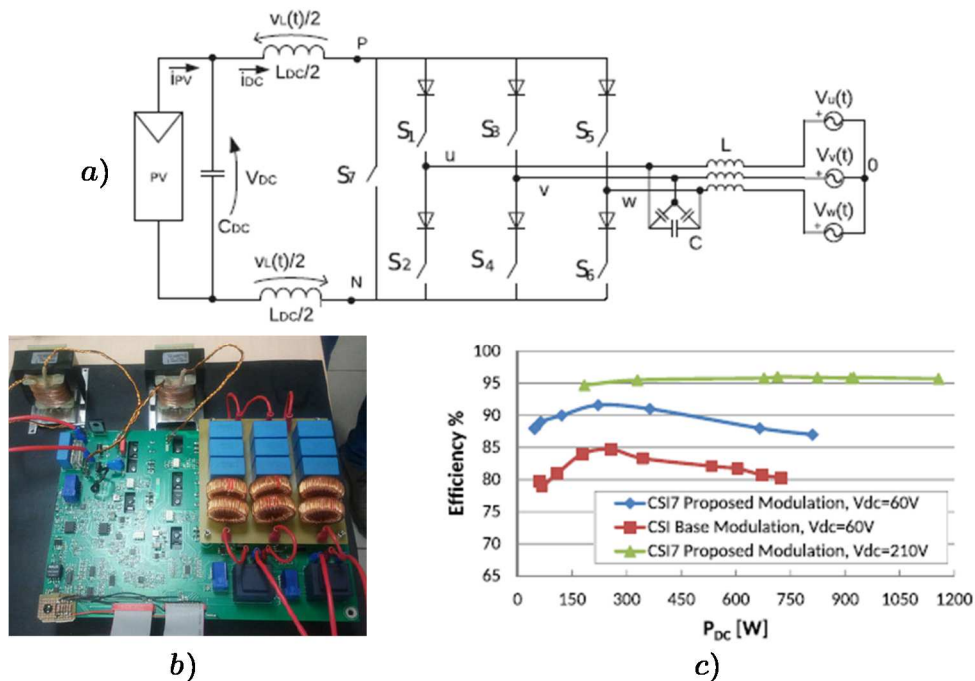 vL(t)/2
P
iPV
iDC
LDC/2
Vu(t)
+
S1
S3
S5
L
u
Vv(t)
0
a)
PV
VDC
S7
v
+
w
CDC
Vw(t)
C
+
S2
S4
S6
vL(t)/2
N
LDC/2
b)
100
95
90
85
80
75
70
65
Efficiency %
CSI7 Proposed Modulation, Vdc=60V
CSI Base Modulation, Vdc=60V
CSI7 Proposed Modulation, Vdc=210V
0 150 300 450 600 750 900 1050 1200
PDC [W]
c)